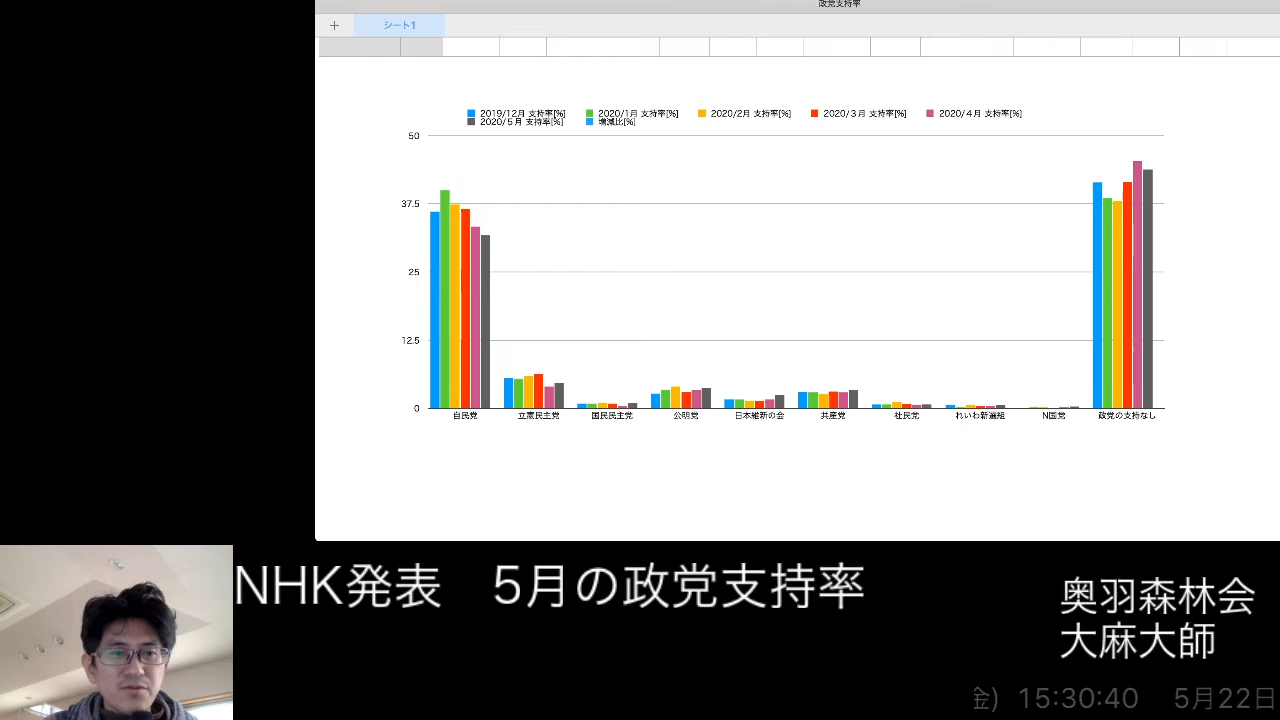 政党支持率
+
シート1
2019/12月 支持率[%]
2020/1月 支持率[%]
2020/2月 支持率[%]
2020/3月 支持率[%]
2020/4月 支持率[%]
2020/5月 支持率[%]
増減比[%]
50
37.5
25
12.5
0
自民党
立憲民主党
国民民主党
公明党
日本維新の会
共産党
社民党
れいわ新選組
N国党
政党の支持なし
NHK発表 5月の政党支持率
奥羽森林会
大麻大師
金) 15:30:40 5月22日